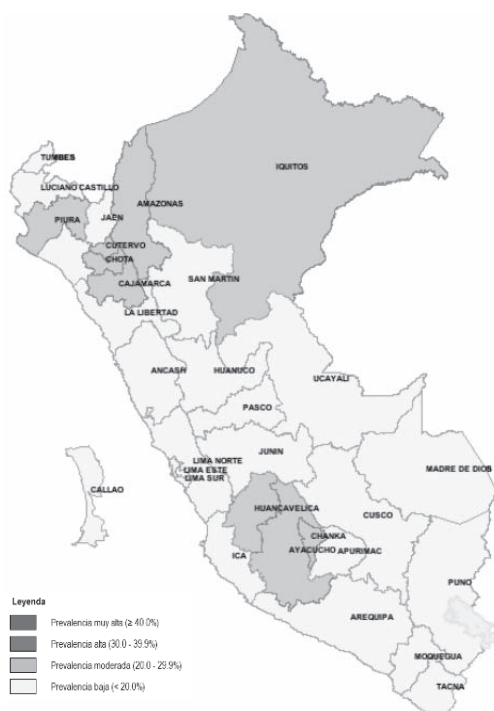 TUMBES
IQUITOS
LUCIANO CASTILLO
AMAZONAS
PIURA
JAEN
CUTERVO
CHOTA
CAJAMARCA
SAN MARTIN
LA LIBERTAD
ANCASH
HUANUCO
UCAYALI
PASCO
JUNIN
LIMA NORTE
LIMA ESTE
LIMA SUR
MADRE DE DIOS
CALLAO
HUANCAVELICA
CUSCO
CHANKA
AYACUCHO
APURIMAC
ICA
PUNO
AREQUIPA
MOQUEGUA
TACNA
Leyenda
Prevalencia muy alta (≥ 40.0%)
Prevalencia alta (30.0 - 39.9%)
Prevalencia moderada (20.0 - 29.9%)
Prevalencia baja (< 20.0%)